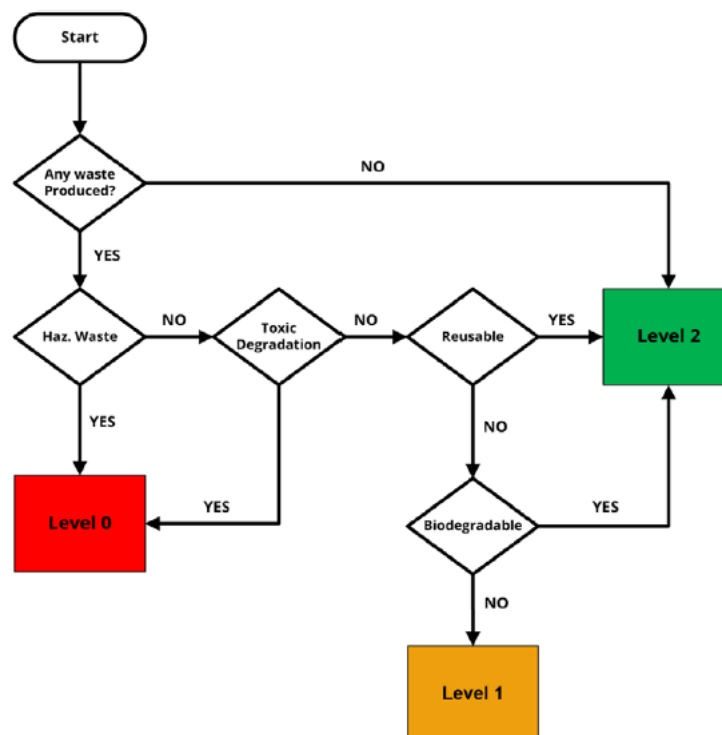 Start
Any waste
Produced?
NO
YES
Haz. Waste
NO
Toxic
Degradation
NO
Reusable
YES
Level 2
YES
NO
Level 0
YES
Biodegradable
YES
NO
Level 1